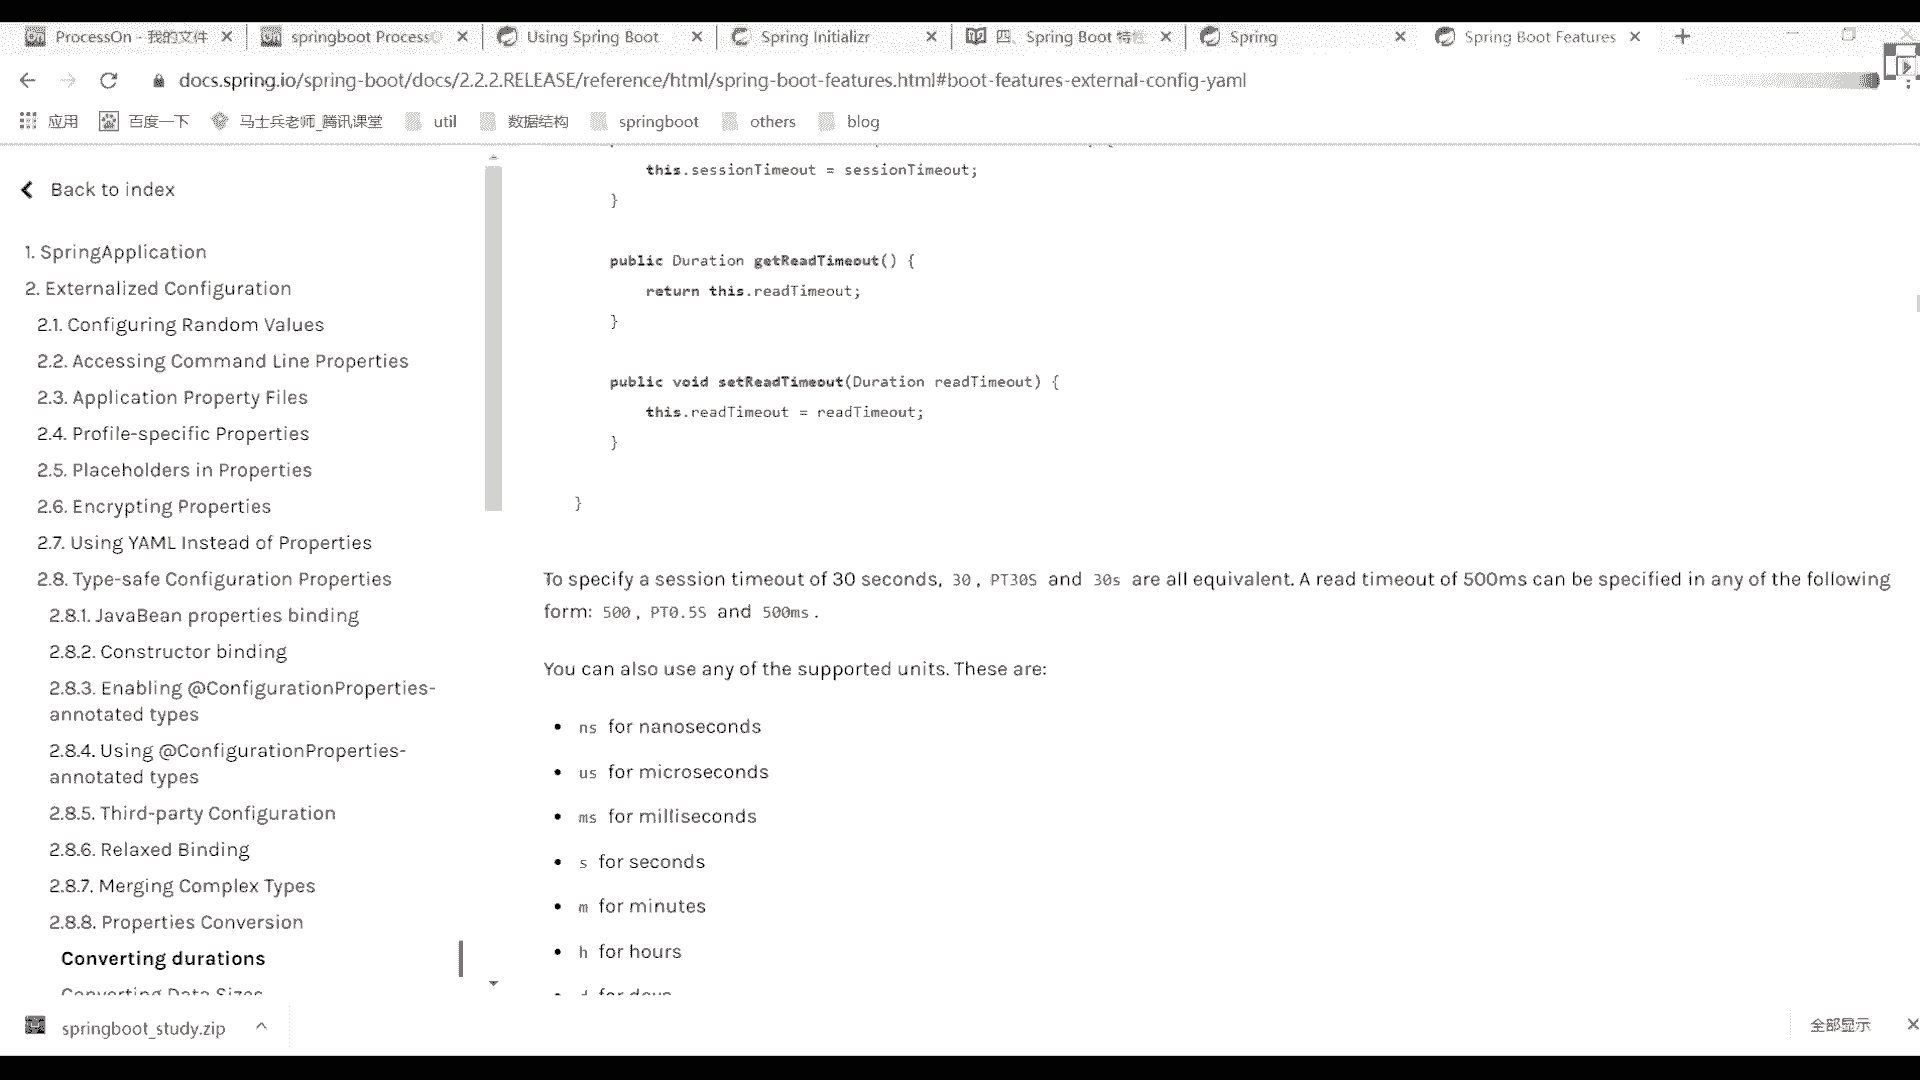 ProcessOn - 我的文件
springboot Process
Using Spring Boot
Spring Initializr
四、Spring Boot 特性
Spring
Spring Boot Features
docs.spring.io/spring-boot/docs/2.2.2.RELEASE/reference/html/spring-boot-features.html#boot-features-external-config-yaml
应用
百度一下
马士兵老师_腾讯课堂
util
数据结构
springboot
others
blog
Back to index
1. SpringApplication
2. Externalized Configuration
2.1. Configuring Random Values
2.2. Accessing Command Line Properties
2.3. Application Property Files
2.4. Profile-specific Properties
2.5. Placeholders in Properties
2.6. Encrypting Properties
2.7. Using YAML Instead of Properties
2.8. Type-safe Configuration Properties
2.8.1. JavaBean properties binding
2.8.2. Constructor binding
2.8.3. Enabling @ConfigurationProperties-
annotated types
2.8.4. Using @ConfigurationProperties-
annotated types
2.8.5. Third-party Configuration
2.8.6. Relaxed Binding
2.8.7. Merging Complex Types
2.8.8. Properties Conversion
Converting durations
Converting Data Sizes
this.sessionTimeout = sessionTimeout;
}
public Duration getReadTimeout() {
return this.readTimeout;
}
public void setReadTimeout(Duration readTimeout) {
this.readTimeout = readTimeout;
}
}
To specify a session timeout of 30 seconds, 30, PT30S and 30s are all equivalent. A read timeout of 500ms can be specified in any of the following
form: 500, PT0.5S and 500ms.
You can also use any of the supported units. These are:
• ns for nanoseconds
• us for microseconds
• ms for milliseconds
• s for seconds
• m for minutes
• h for hours
• d for days
springboot_study.zip
全部显示